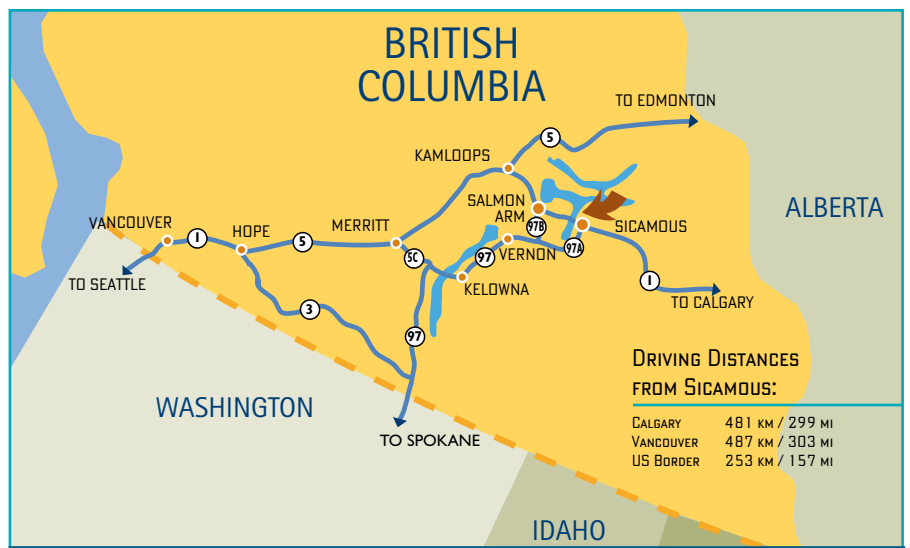 BRITISH
COLUMBIA
TO EDMONTON
5
KAMLOOPS
SALMON
ARM
ALBERTA
VANCOUVER
1
HOPE
5
MERRITT
5C
97
VERNON
97B
97A
SICAMOUS
TO SEATTLE
KELOWNA
1
TO CALGARY
3
97
WASHINGTON
TO SPOKANE
DRIVING DISTANCES
FROM SICAMOUS:
CALGARY 481 KM / 299 MI
VANCOUVER 487 KM / 303 MI
US BORDER 253 KM / 157 MI
IDAHO